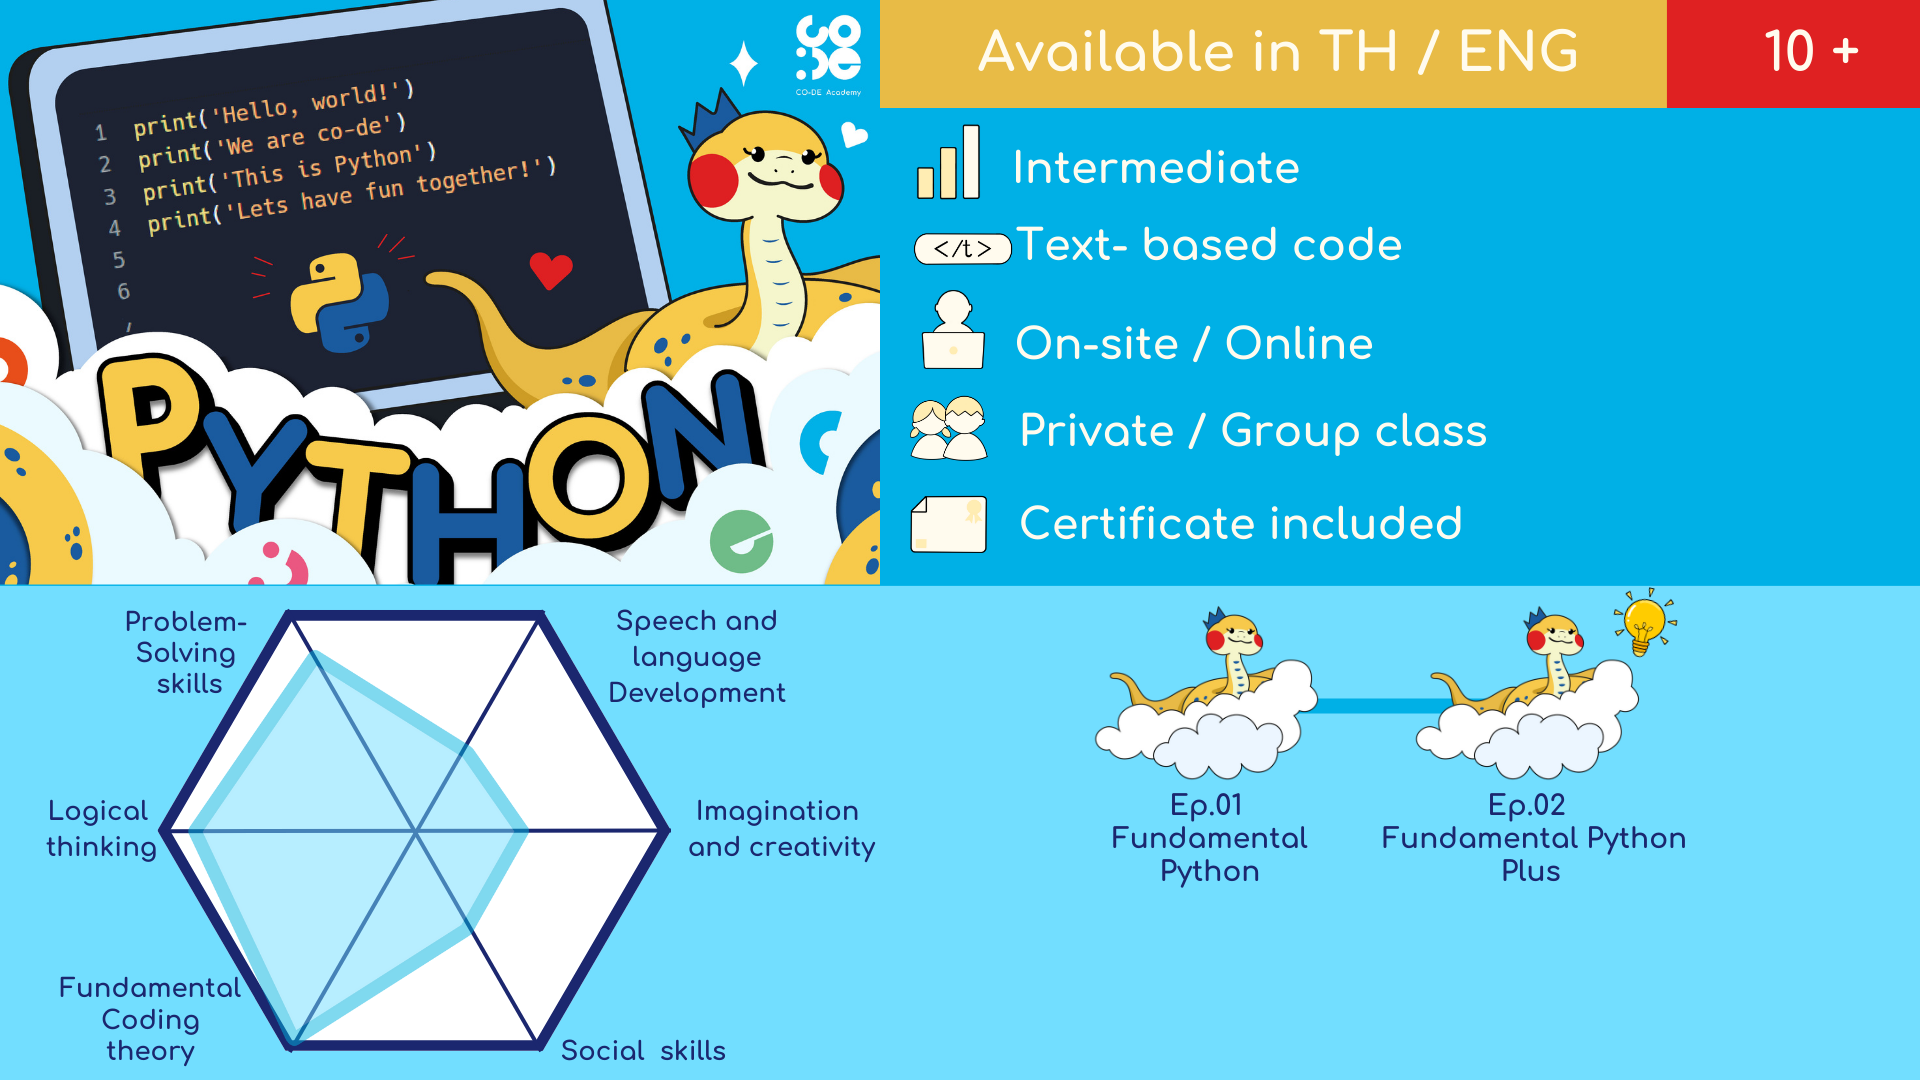 1 print('Hello, world!')
2 print('We are co-de')
3 print('This is Python')
4 print('Lets have fun together!')
5
6
CO-DE Academy
PYTHON
Available in TH / ENG
10 +
Intermediate
</t> Text- based code
On-site / Online
Private / Group class
Certificate included
Problem-
Solving
skills
Speech and
language
Development
Logical
thinking
Imagination
and creativity
Fundamental
Coding
theory
Social skills
Ep.01
Fundamental
Python
Ep.02
Fundamental Python
Plus